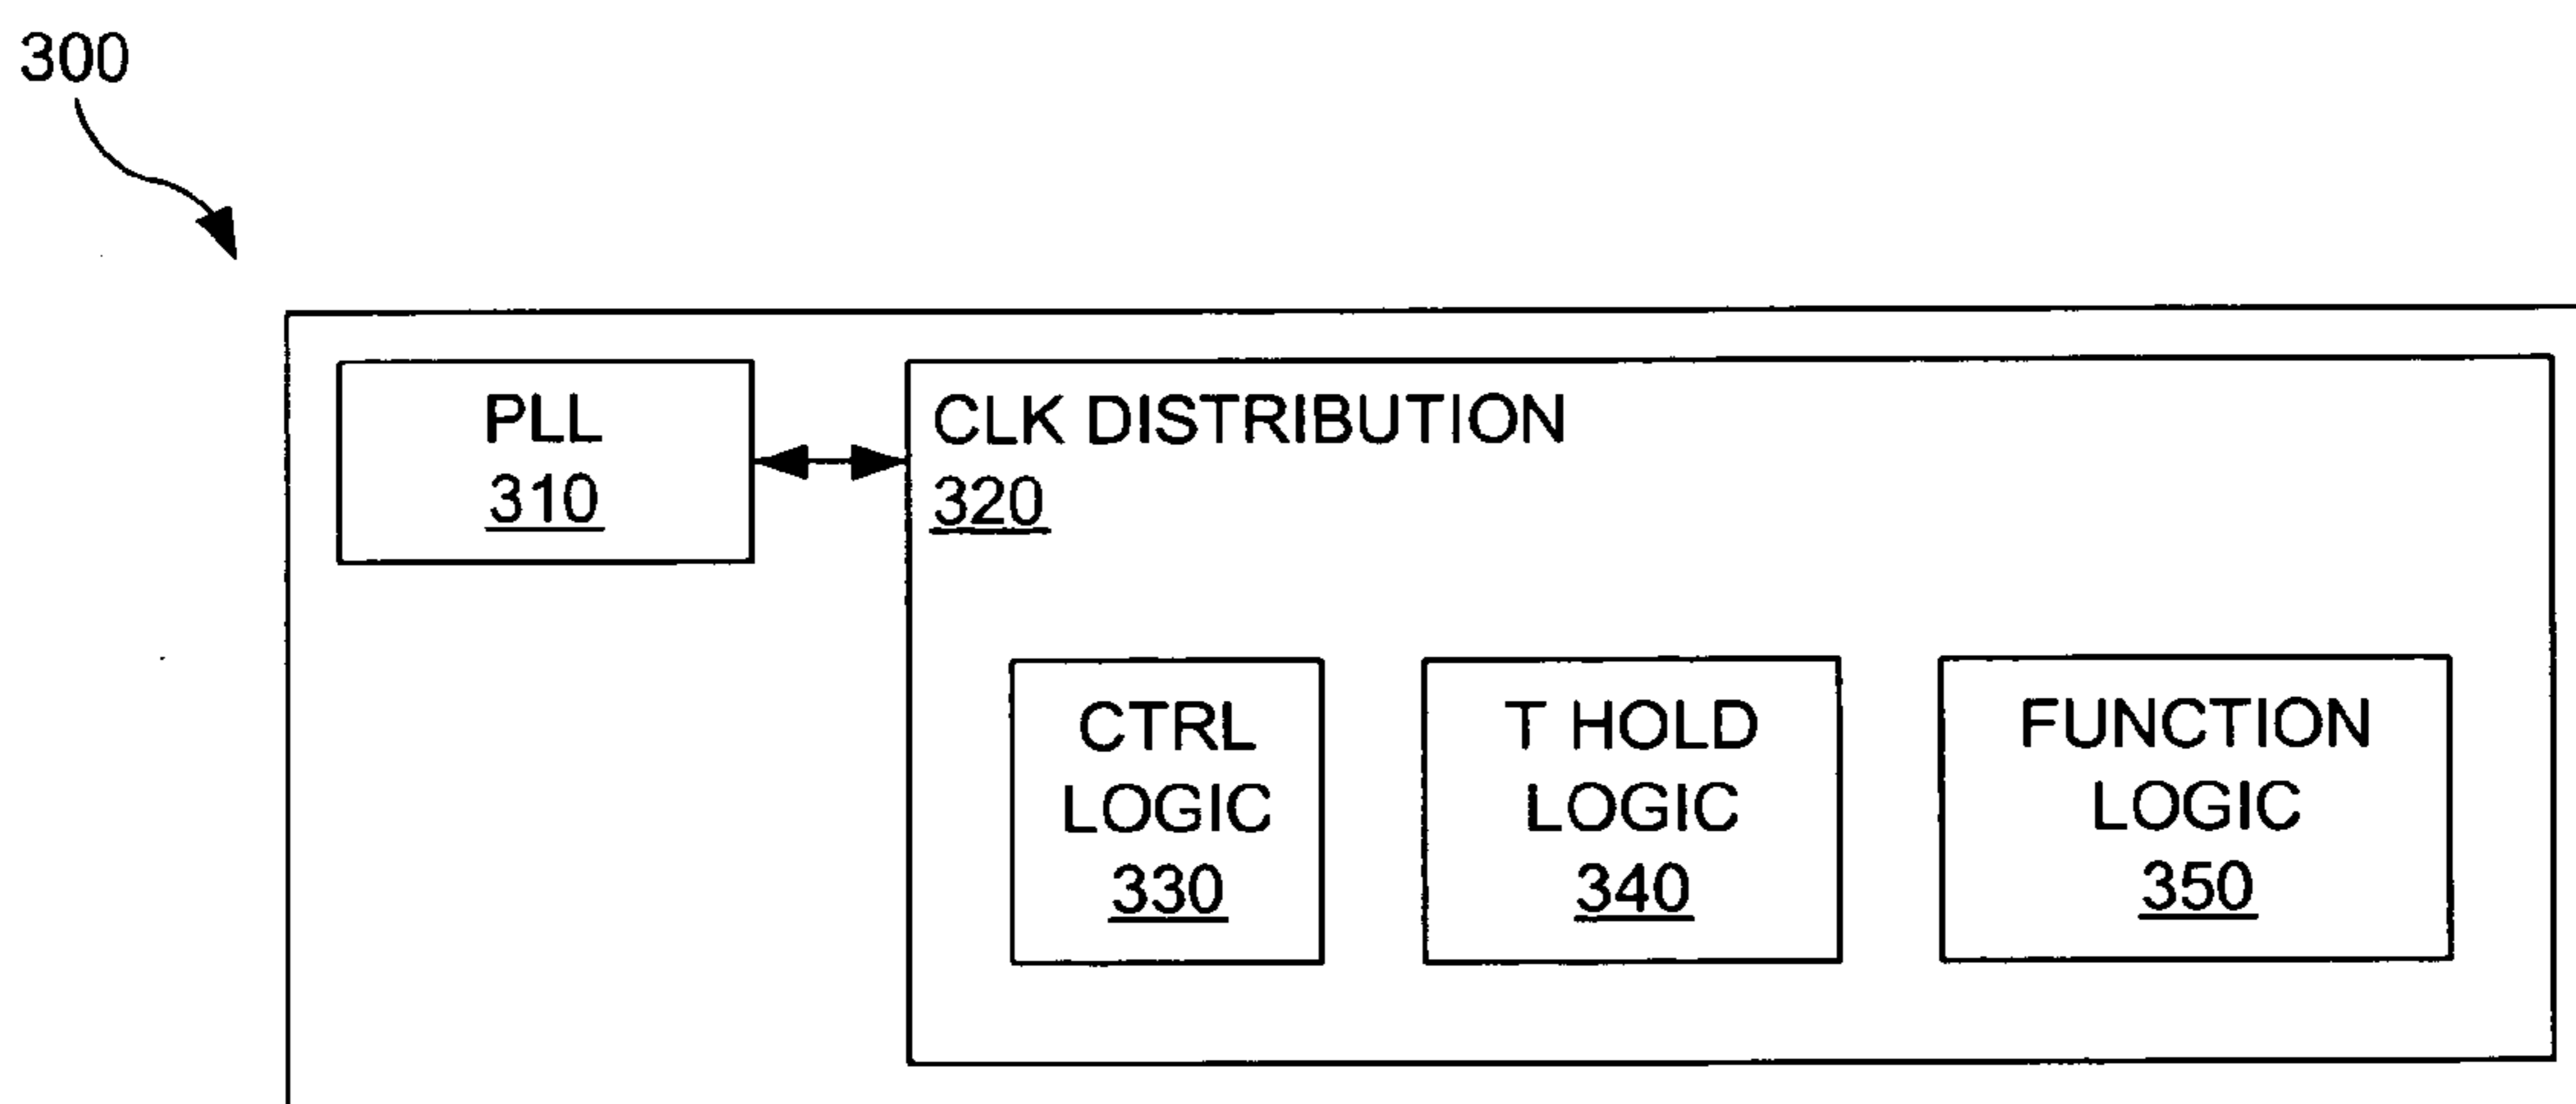 300
PLL
310
CLK DISTRIBUTION
320
CTRL
LOGIC
330
T HOLD
LOGIC
340
FUNCTION
LOGIC
350